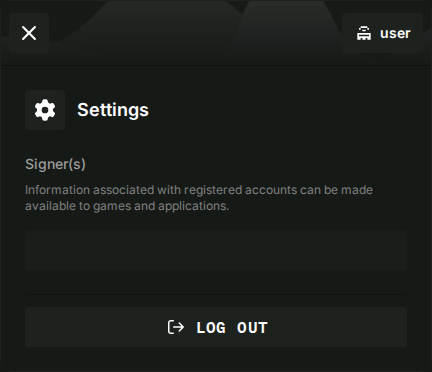 user
Settings
Signer(s)
Information associated with registered accounts can be made
available to games and applications.
LOG OUT